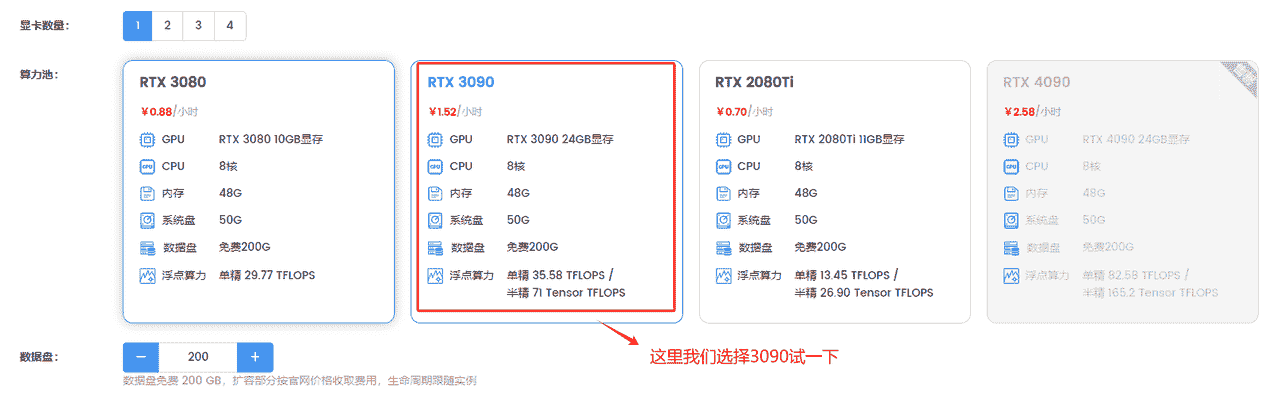 显卡数量：
1 2 3 4
算力池：
RTX 3080
￥0.88/小时
GPU RTX 3080 10GB显存
CPU 8核
内存 48G
系统盘 50G
数据盘 免费200G
浮点算力 单精 29.77 TFLOPS
RTX 3090
￥1.52/小时
GPU RTX 3090 24GB显存
CPU 8核
内存 48G
系统盘 50G
数据盘 免费200G
浮点算力 单精 35.58 TFLOPS /
半精 71 Tensor TFLOPS
RTX 2080Ti
￥0.70/小时
GPU RTX 2080Ti 11GB显存
CPU 8核
内存 48G
系统盘 50G
数据盘 免费200G
浮点算力 单精 13.45 TFLOPS /
半精 26.90 Tensor TFLOPS
RTX 4090
￥2.58/小时
GPU RTX 4090 24GB显存
CPU 8核
内存 48G
系统盘 50G
数据盘 免费200G
浮点算力 单精 82.58 TFLOPS /
半精 165.2 Tensor TFLOPS
这里我们选择3090试一下
数据盘：
− 200 +
数据盘免费 200 GB，扩容部分按官网价格收取费用，生命周期跟随实例